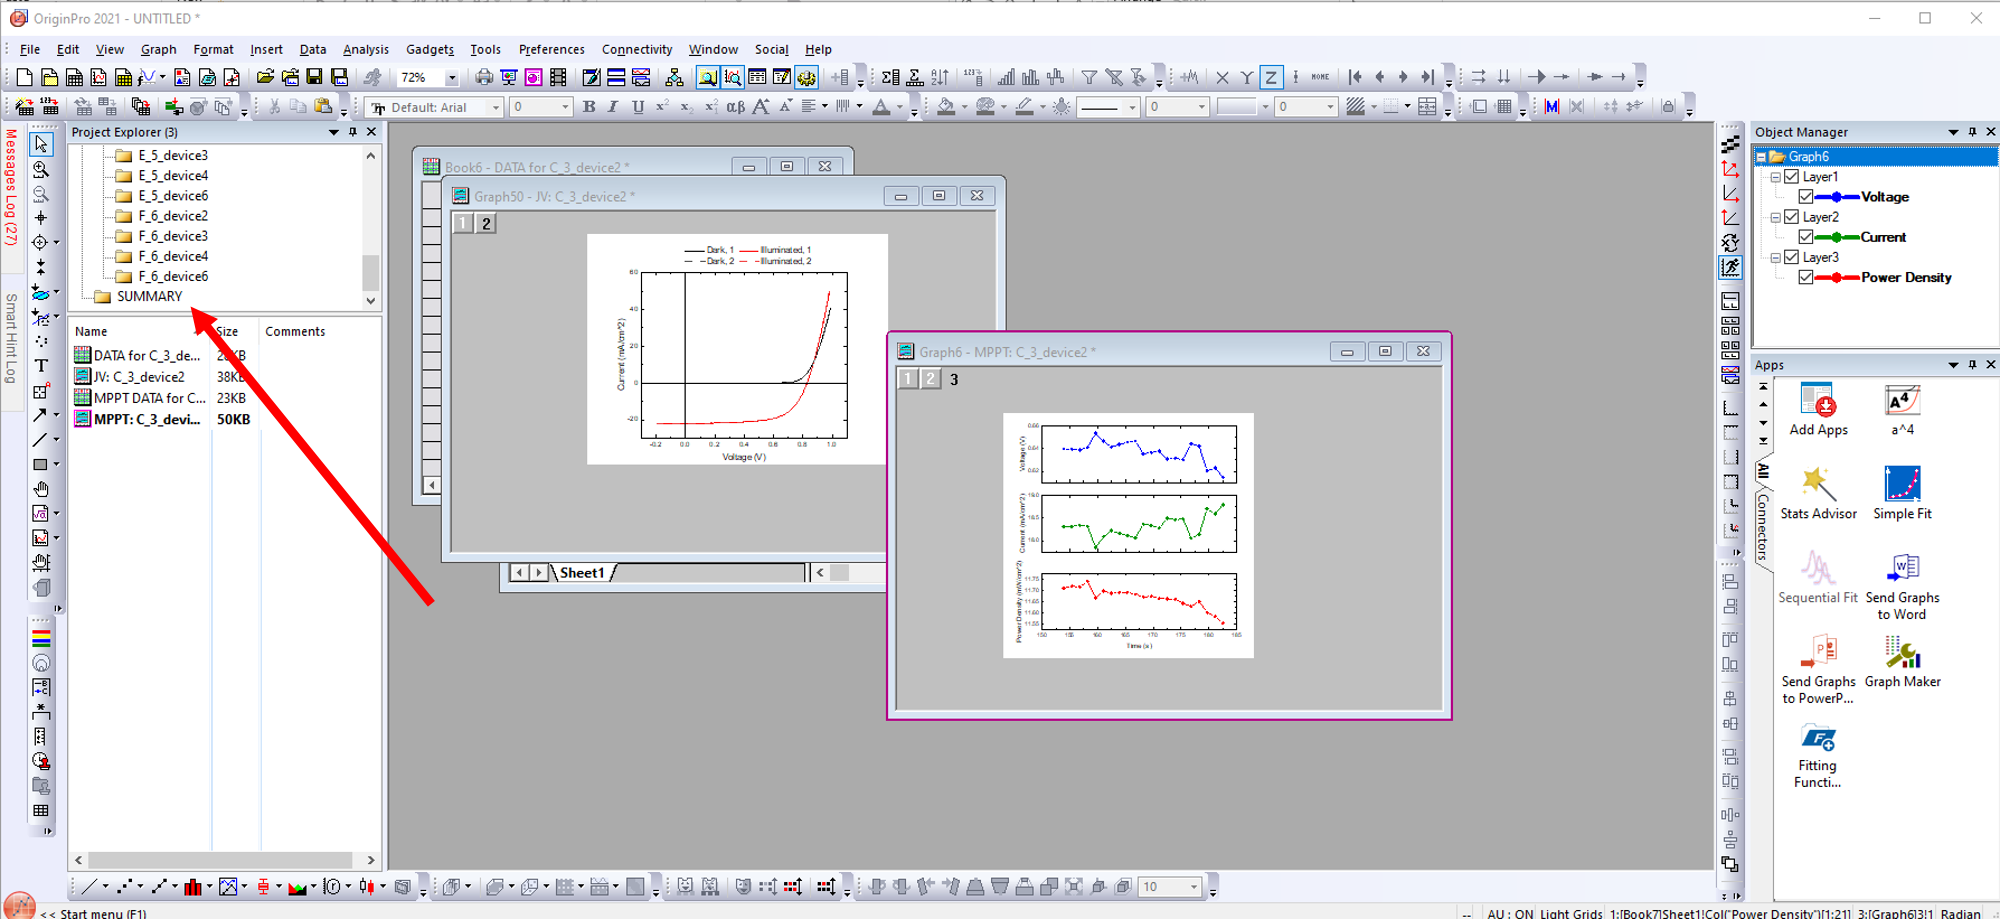 OriginPro 2021 - UNTITLED *
File Edit View Graph Format Insert Data Analysis Gadgets Tools Preferences Connectivity Window Social Help
72%
Default: Arial 0 B I U 0 0
Messages Log (27)
Smart Hint Log
Project Explorer (3)
E_5_device3
E_5_device4
E_5_device6
F_6_device2
F_6_device3
F_6_device4
F_6_device6
SUMMARY
Name Size Comments
DATA for C_3_de...
JV: C_3_device2 38KB
MPPT DATA for C... 23KB
MPPT: C_3_devi... 50KB
Book6 - DATA for C_3_device2 *
Graph50 - JV: C_3_device2 *
1 2
Dark, 1 Illuminated, 1
Dark, 2 Illuminated, 2
60
40
20
0
-20
-0.2 0.0 0.2 0.4 0.6 0.8 1.0
Current (mA/cm^2)
Voltage (V)
Sheet1
Graph6 - MPPT: C_3_device2 *
1 2 3
0.66
0.64
0.62
Voltage (V)
19.0
18.5
18.0
Current (mA/cm^2)
11.75
11.70
11.65
11.60
11.55
Power Density (mW/cm^2)
150 155 160 165 170 175 180 185
Time (s)
Object Manager
Graph6
Layer1
Voltage
Layer2
Current
Layer3
Power Density
Apps
All
Connectors
Add Apps a^4
Stats Advisor Simple Fit
Sequential Fit Send Graphs to Word
Send Graphs to PowerP... Graph Maker
Fitting Functi...
10
<< Start menu (F1)
-- AU : ON Light Grids 1:[Book7]Sheet1!Col("Power Density")[1:21] 3:[Graph6]3!1 Radian